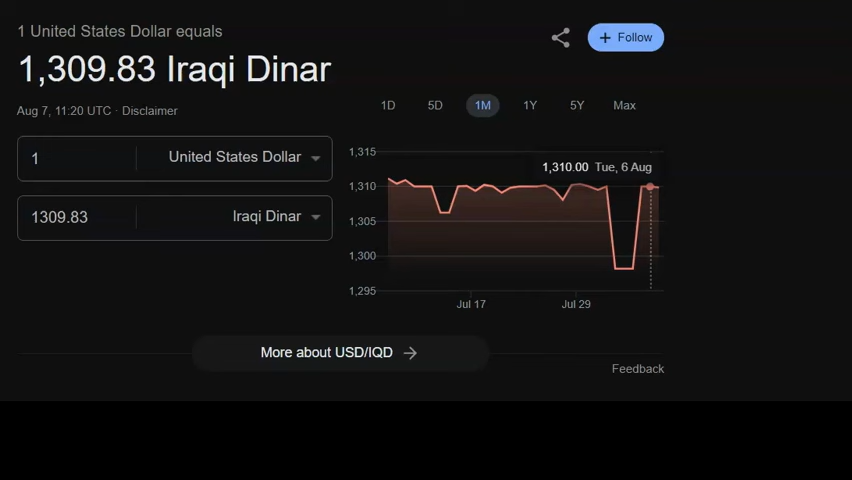 1 United States Dollar equals
1,309.83 Iraqi Dinar
Aug 7, 11:20 UTC · Disclaimer
+ Follow
1D 5D 1M 1Y 5Y Max
1 United States Dollar
1309.83 Iraqi Dinar
1,310.00 Tue, 6 Aug
1,315
1,310
1,305
1,300
1,295
Jul 17 Jul 29
More about USD/IQD →
Feedback